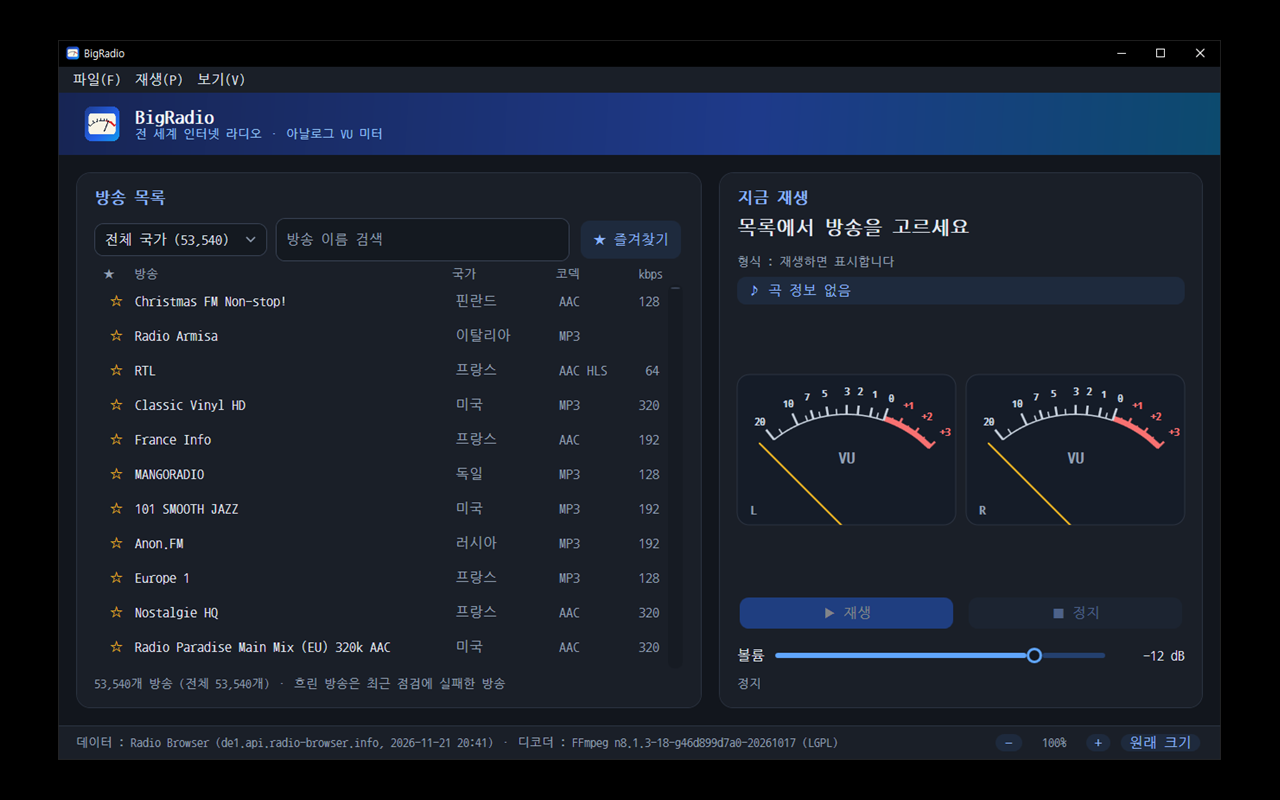 BigRadio
파일(F) 재생(P) 보기(V)
BigRadio
전 세계 인터넷 라디오 · 아날로그 VU 미터
방송 목록
전체 국가 (53,540)
방송 이름 검색
★ 즐겨찾기
★ 방송 국가 코덱 kbps
☆ Christmas FM Non-stop! 핀란드 AAC 128
☆ Radio Armisa 이탈리아 MP3
☆ RTL 프랑스 AAC HLS 64
☆ Classic Vinyl HD 미국 MP3 320
☆ France Info 프랑스 AAC 192
☆ MANGORADIO 독일 MP3 128
☆ 101 SMOOTH JAZZ 미국 MP3 192
☆ Anon.FM 러시아 MP3 192
☆ Europe 1 프랑스 MP3 128
☆ Nostalgie HQ 프랑스 AAC 320
☆ Radio Paradise Main Mix (EU) 320k AAC 미국 AAC 320
53,540개 방송 (전체 53,540개) · 흐린 방송은 최근 점검에 실패한 방송
지금 재생
목록에서 방송을 고르세요
형식 : 재생하면 표시합니다
♪ 곡 정보 없음
20 10 7 5 3 2 1 0 +1 +2 +3
VU
L
20 10 7 5 3 2 1 0 +1 +2 +3
VU
R
▶ 재생
■ 정지
볼륨 −12 dB
정지
데이터 : Radio Browser (de1.api.radio-browser.info, 2026-11-21 20:41) · 디코더 : FFmpeg n8.1.3-18-g46d899d7a0-20261017 (LGPL)
− 100% + 원래 크기